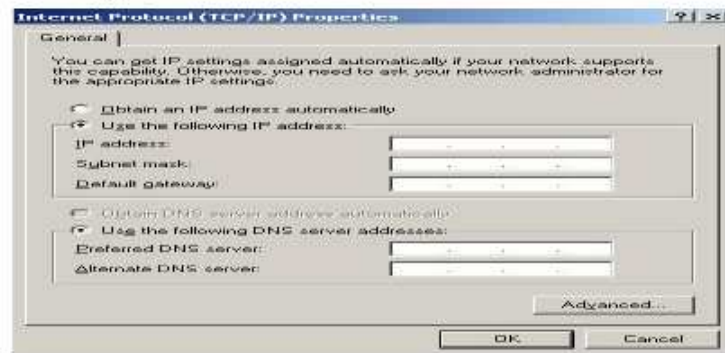 Internet Protocol (TCP/IP) Properties
General
You can get IP settings assigned automatically if your network supports
this capability. Otherwise, you need to ask your network administrator for
the appropriate IP settings.
Obtain an IP address automatically
Use the following IP address:
IP address:
Subnet mask:
Default gateway:
Obtain DNS server address automatically
Use the following DNS server addresses:
Preferred DNS server:
Alternate DNS server:
Advanced...
OK
Cancel